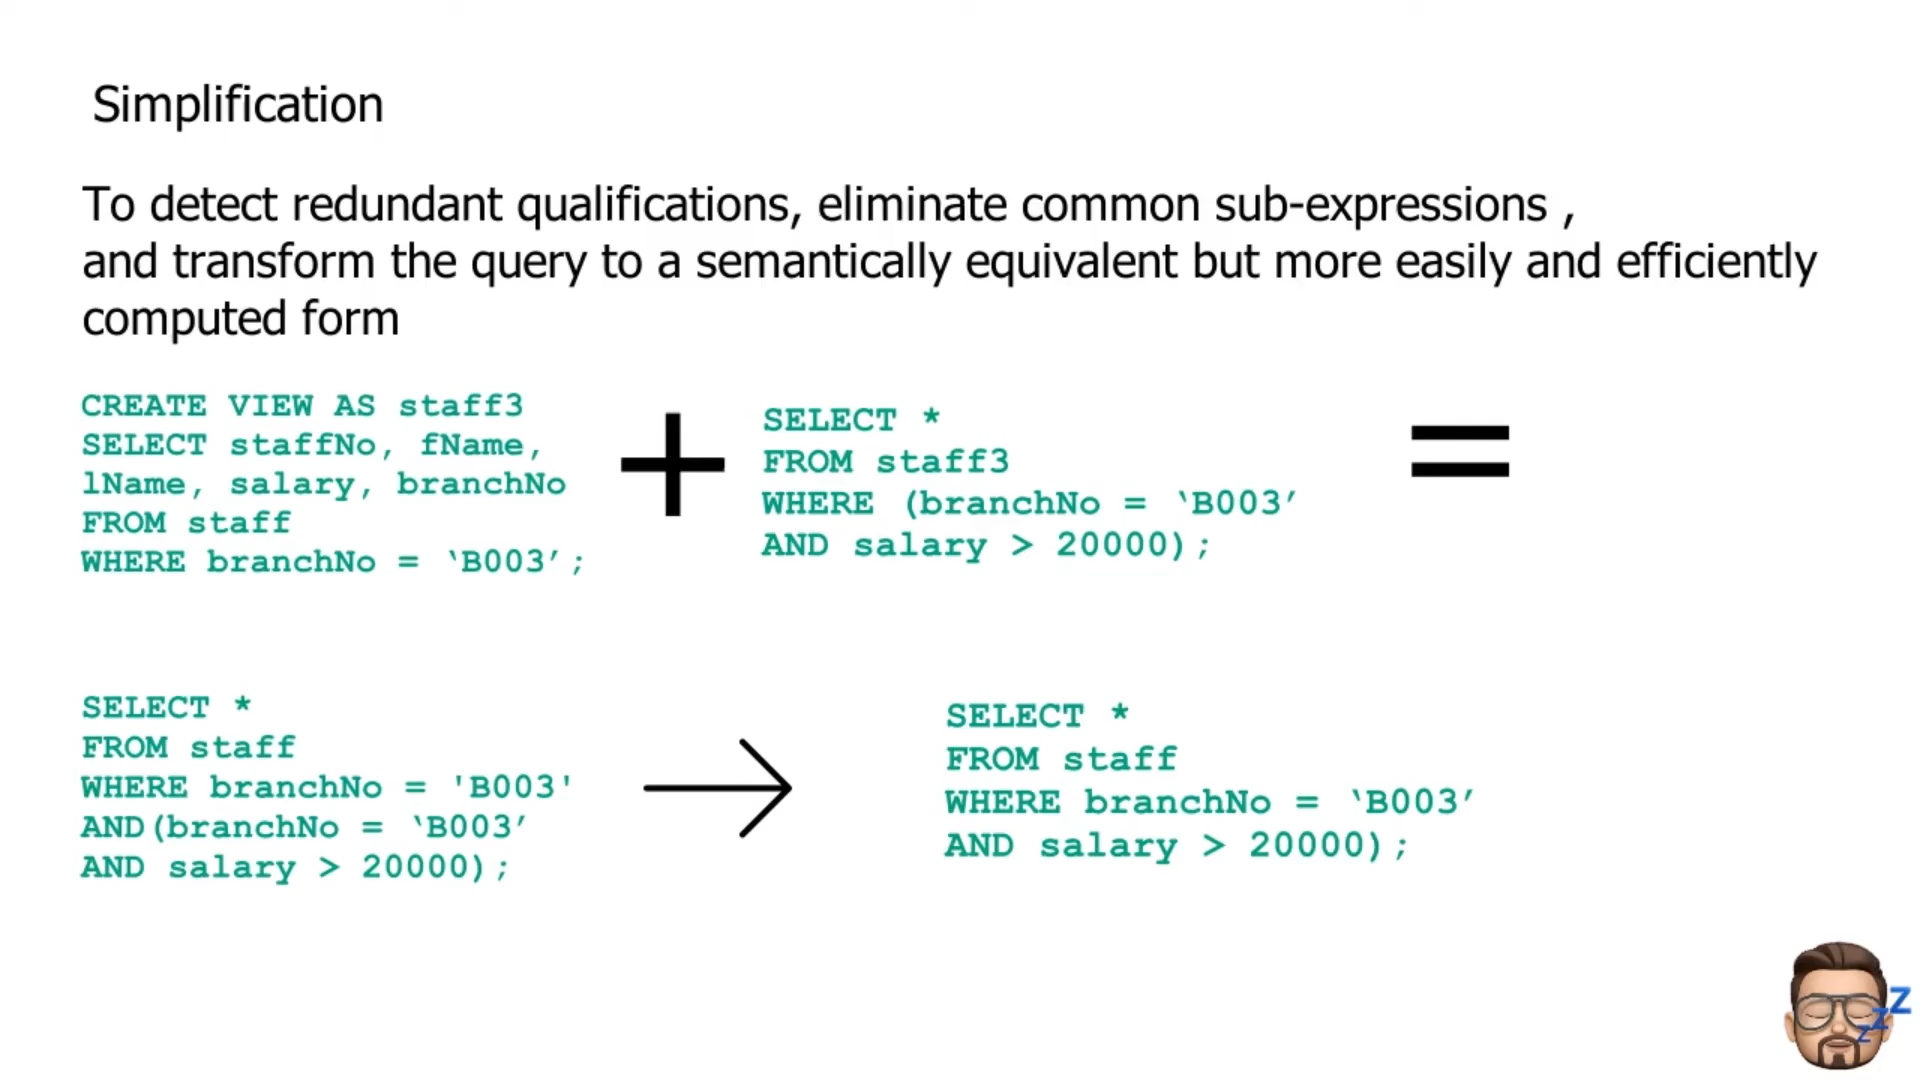 Simplification
To detect redundant qualifications, eliminate common sub-expressions ,
and transform the query to a semantically equivalent but more easily and efficiently
computed form
CREATE VIEW AS staff3
SELECT staffNo, fName,
lName, salary, branchNo
FROM staff
WHERE branchNo = ‘B003’;
+
SELECT *
FROM staff3
WHERE (branchNo = ‘B003’
AND salary > 20000);
=
SELECT *
FROM staff
WHERE branchNo = 'B003'
AND(branchNo = ‘B003’
AND salary > 20000);
SELECT *
FROM staff
WHERE branchNo = ‘B003’
AND salary > 20000);
zzZ